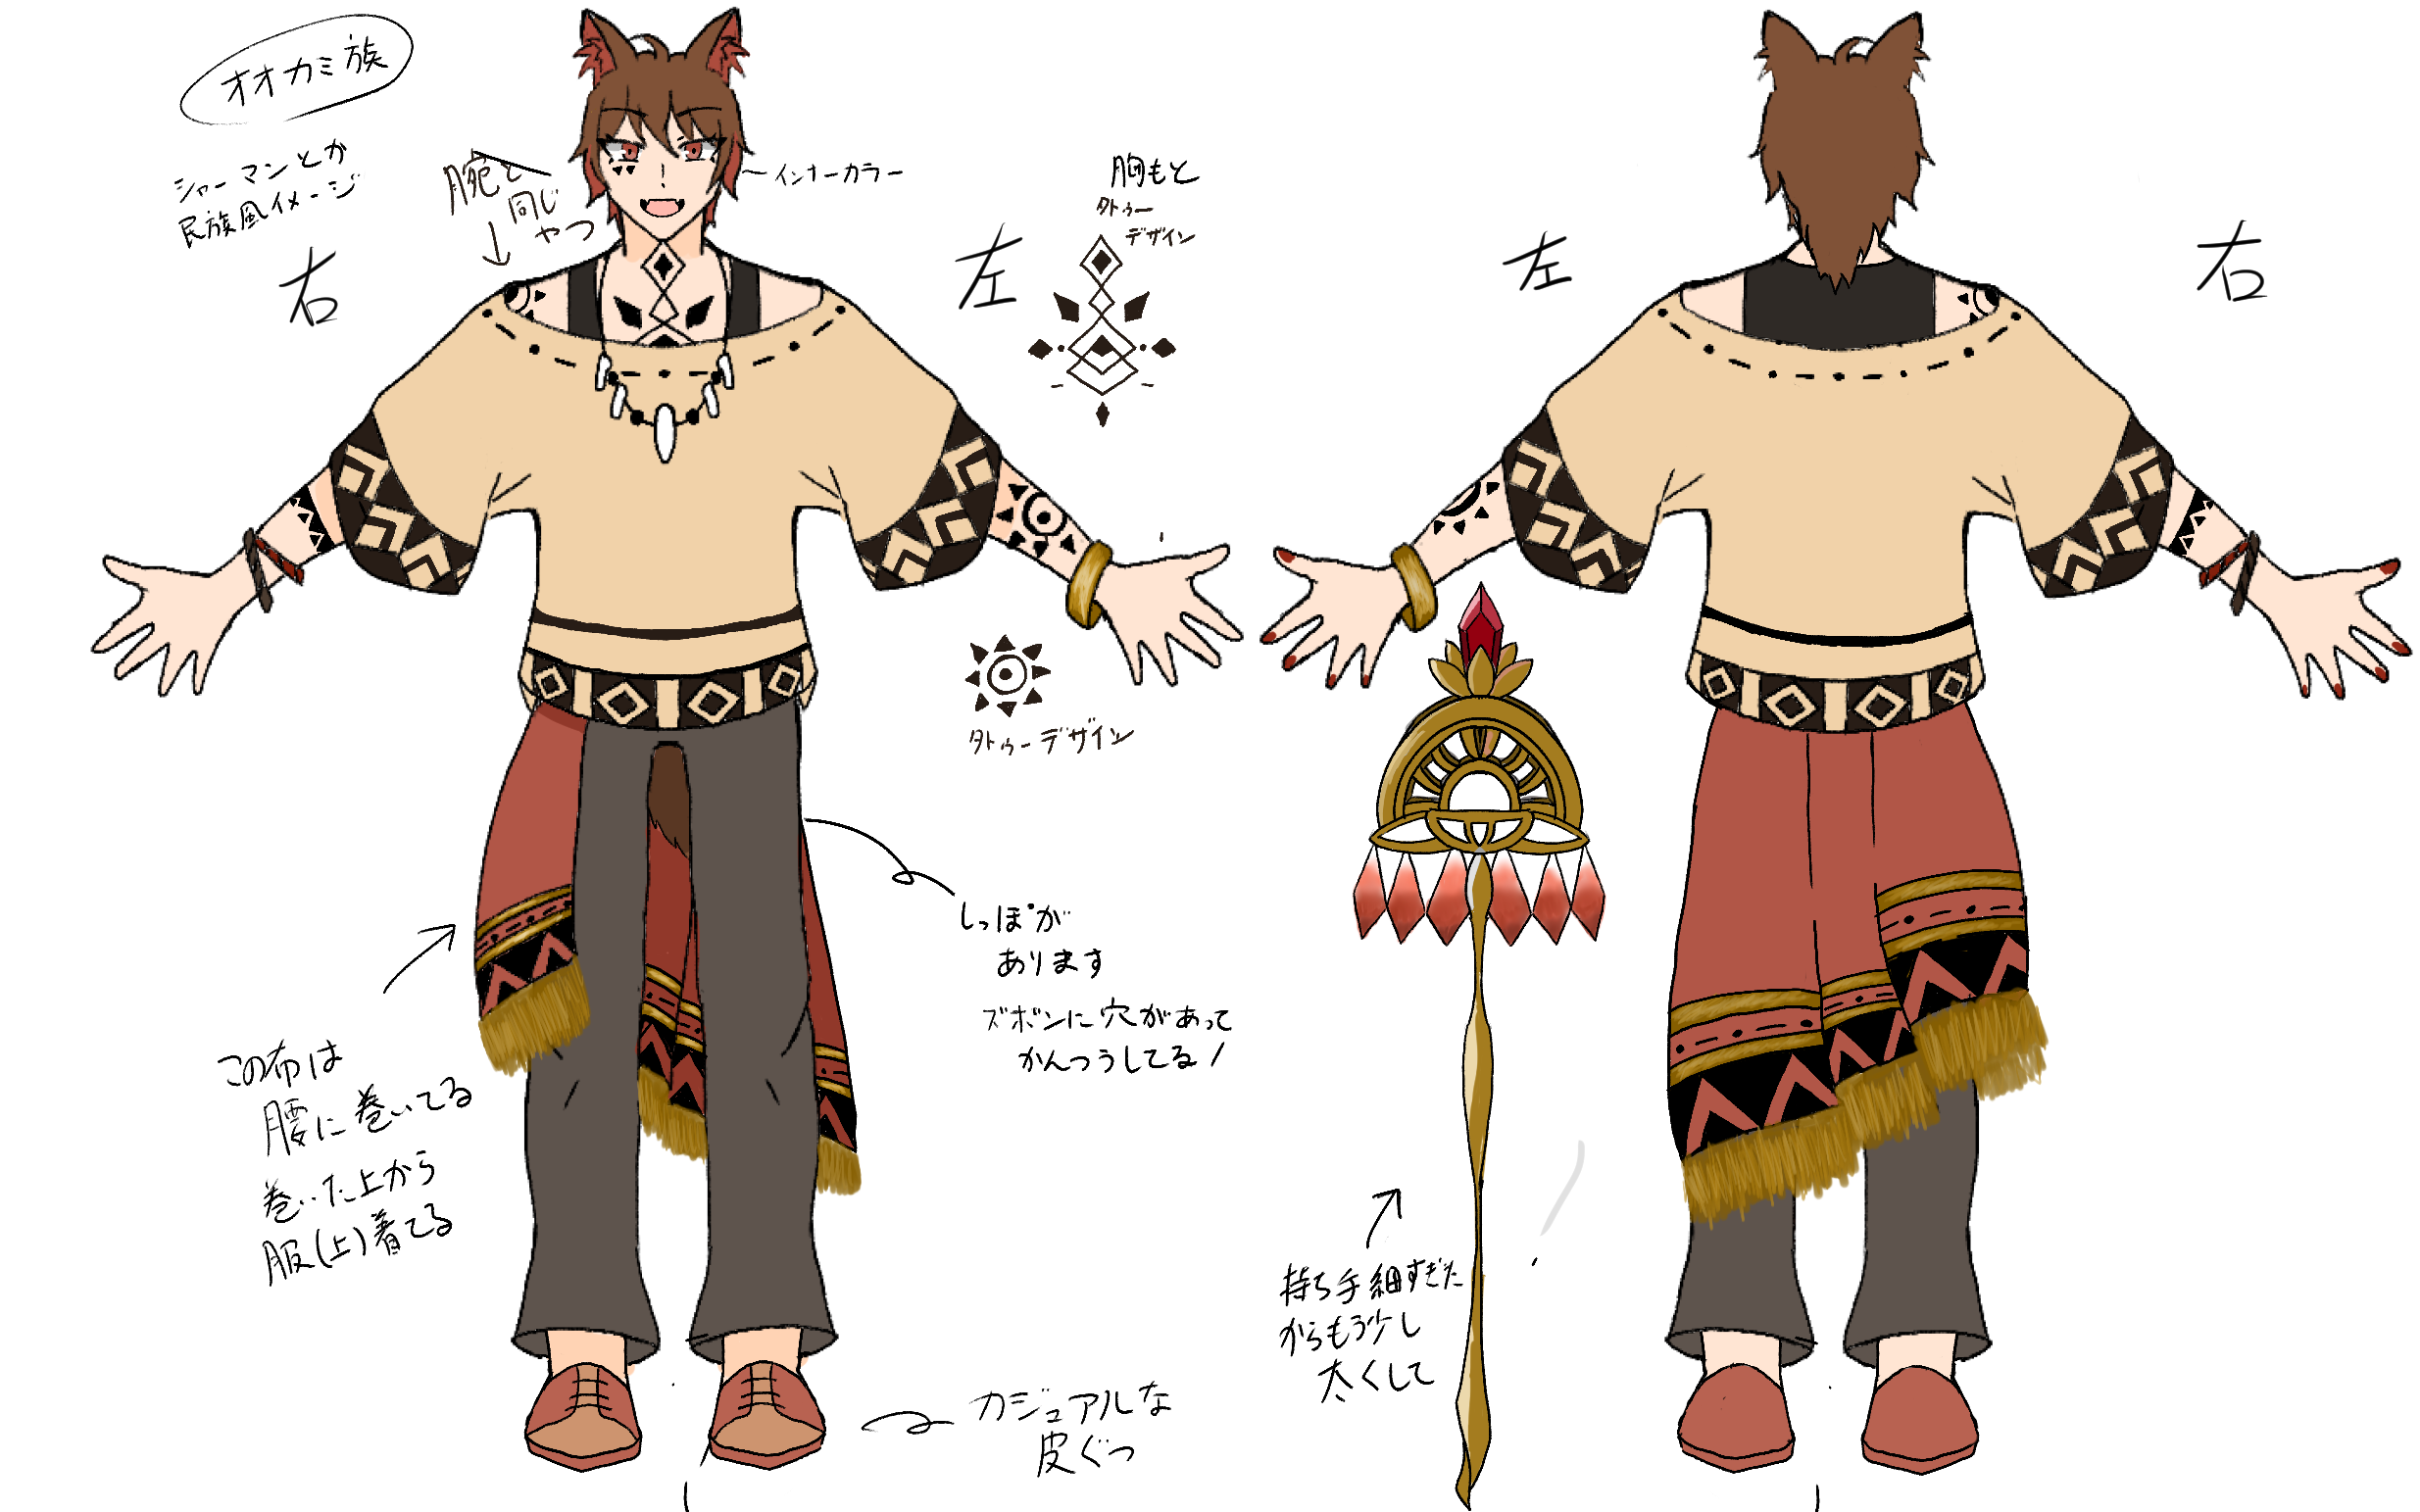 オオカミ族
シャーマンとか
民族風イメージ
右
腕と
同じ
やつ
インナーカラー
左
胸もと
タトゥー
デザイン
左
右
タトゥーデザイン
しっぽが
あります
ズボンに穴があって
かんつうしてる!
この布は
腰に巻いてる
巻いた上から
服(上)着てる
持ち手細すぎた
からもう少し
太くして
カジュアルな
皮ぐつ